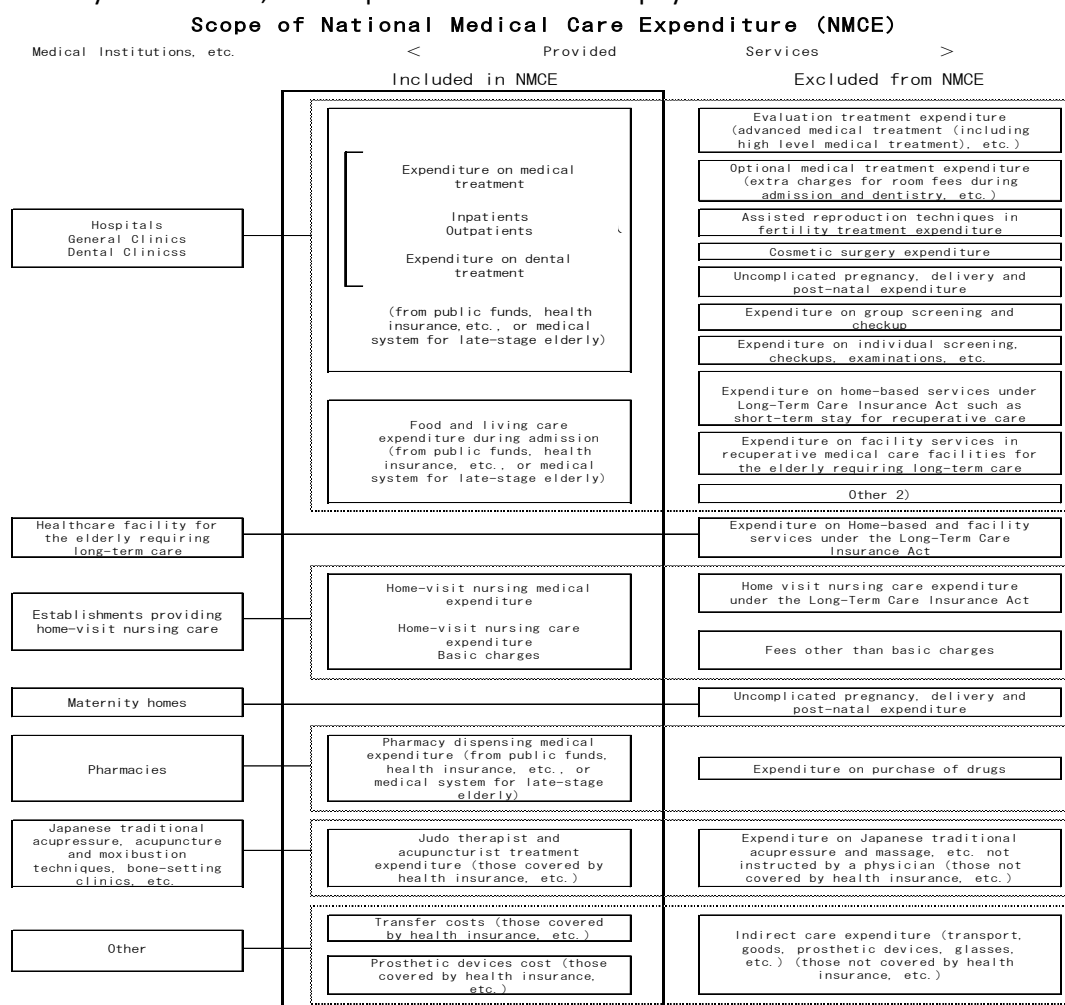 Scope of National Medical Care Expenditure (NMCE)
Medical Institutions, etc. < Provided Services >
Included in NMCE Excluded from NMCE
Hospitals
General Clinics
Dental Clinicss
Expenditure on medical
treatment
Inpatients
Outpatients
Expenditure on dental
treatment
(from public funds, health
insurance,etc., or medical
system for late-stage elderly)
Food and living care
expenditure during admission
(from public funds, health
insurance, etc., or medical
system for late-stage elderly)
Evaluation treatment expenditure
(advanced medical treatment (including
high level medical treatment), etc.)
Optional medical treatment expenditure
(extra charges for room fees during
admission and dentistry, etc.)
Assisted reproduction techniques in
fertility treatment expenditure
Cosmetic surgery expenditure
Uncomplicated pregnancy, delivery and
post-natal expenditure
Expenditure on group screening and
checkup
Expenditure on individual screening,
checkups, examinations, etc.
Expenditure on home-based services under
Long-Term Care Insurance Act such as
short-term stay for recuperative care
Expenditure on facility services in
recuperative medical care facilities for
the elderly requiring long-term care
Other 2)
Healthcare facility for
the elderly requiring
long-term care
Expenditure on Home-based and facility
services under the Long-Term Care
Insurance Act
Establishments providing
home-visit nursing care
Home-visit nursing medical
expenditure
Home-visit nursing care
expenditure
Basic charges
Home visit nursing care expenditure
under the Long-Term Care Insurance Act
Fees other than basic charges
Maternity homes
Uncomplicated pregnancy, delivery and
post-natal expenditure
Pharmacies
Pharmacy dispensing medical
expenditure (from public funds,
health insurance, etc., or
medical system for late-stage
elderly)
Expenditure on purchase of drugs
Japanese traditional
acupressure, acupuncture
and moxibustion
techniques, bone-setting
clinics, etc.
Judo therapist and
acupuncturist treatment
expenditure (those covered by
health insurance, etc.)
Expenditure on Japanese traditional
acupressure and massage, etc. not
instructed by a physician (those not
covered by health insurance, etc.)
Other
Transfer costs (those covered
by health insurance, etc.)
Prosthetic devices cost (those
covered by health insurance,
etc.)
Indirect care expenditure (transport,
goods, prosthetic devices, glasses,
etc.) (those not covered by health
insurance, etc.)